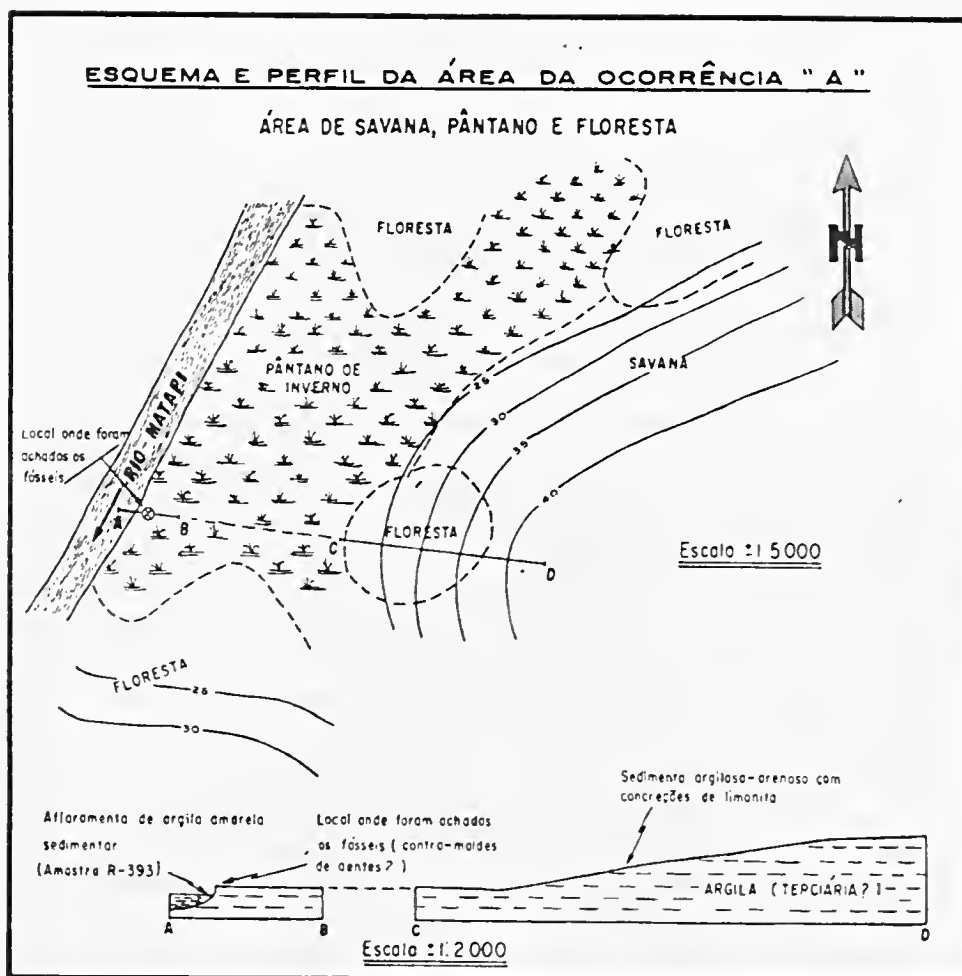 ESQUEMA E PERFIL DA ÁREA DA OCORRÊNCIA "A"
ÁREA DE SAVANA, PÂNTANO E FLORESTA
FLORESTA
FLORESTA
N
SAVANA
PÂNTANO DE
INVERNO
RIO MATAPI
Local onde foram
achados os
fósseis
25
30
35
40
A
B
C
FLORESTA
D
Escala ±1:5000
FLORESTA
25
30
Sedimento argiloso-arenoso com
concreções de limonita
Afloramento de argila amarela
sedimentar
(Amostra R-393)
Local onde foram achados
os fósseis (contra-moldes
de dentes?)
ARGILA (TERCIÁRIA?)
A
B
C
D
Escala ±1:2000